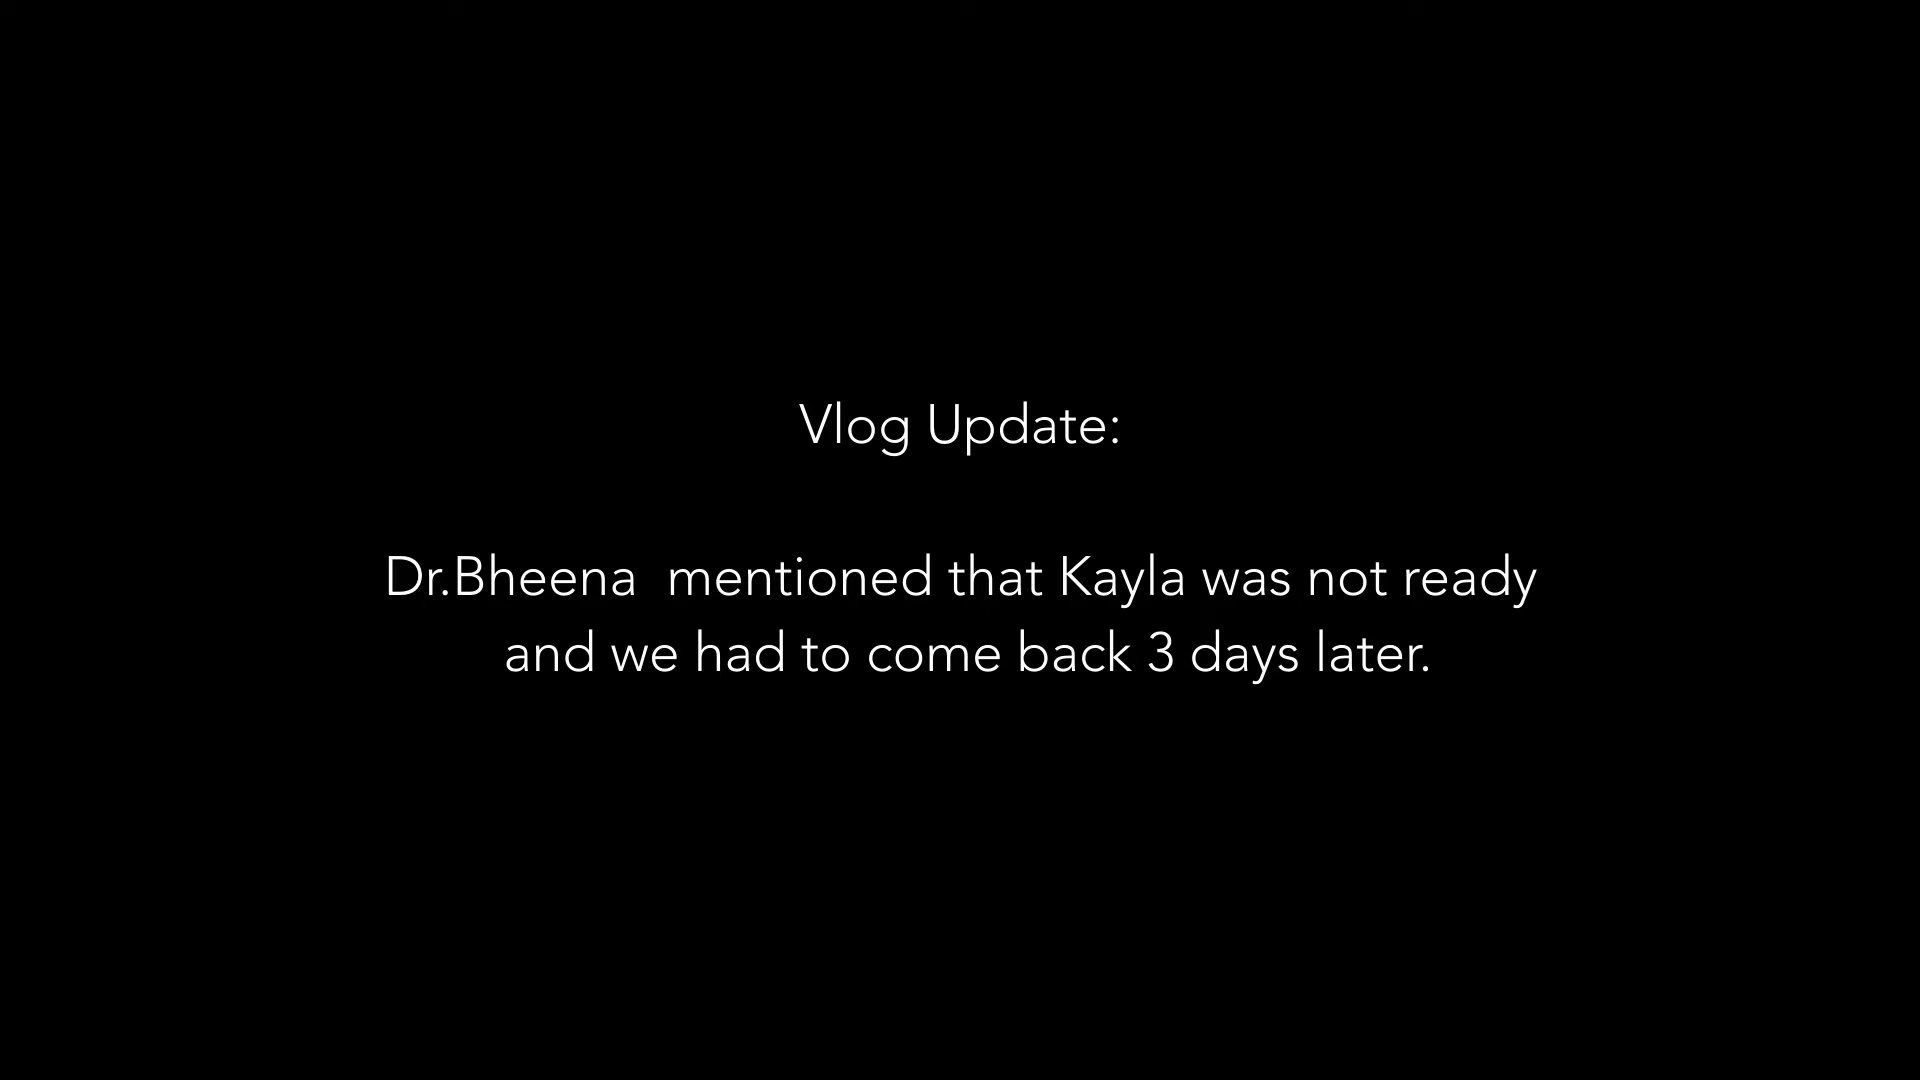 Vlog Update:
Dr.Bheena  mentioned that Kayla was not ready
and we had to come back 3 days later.